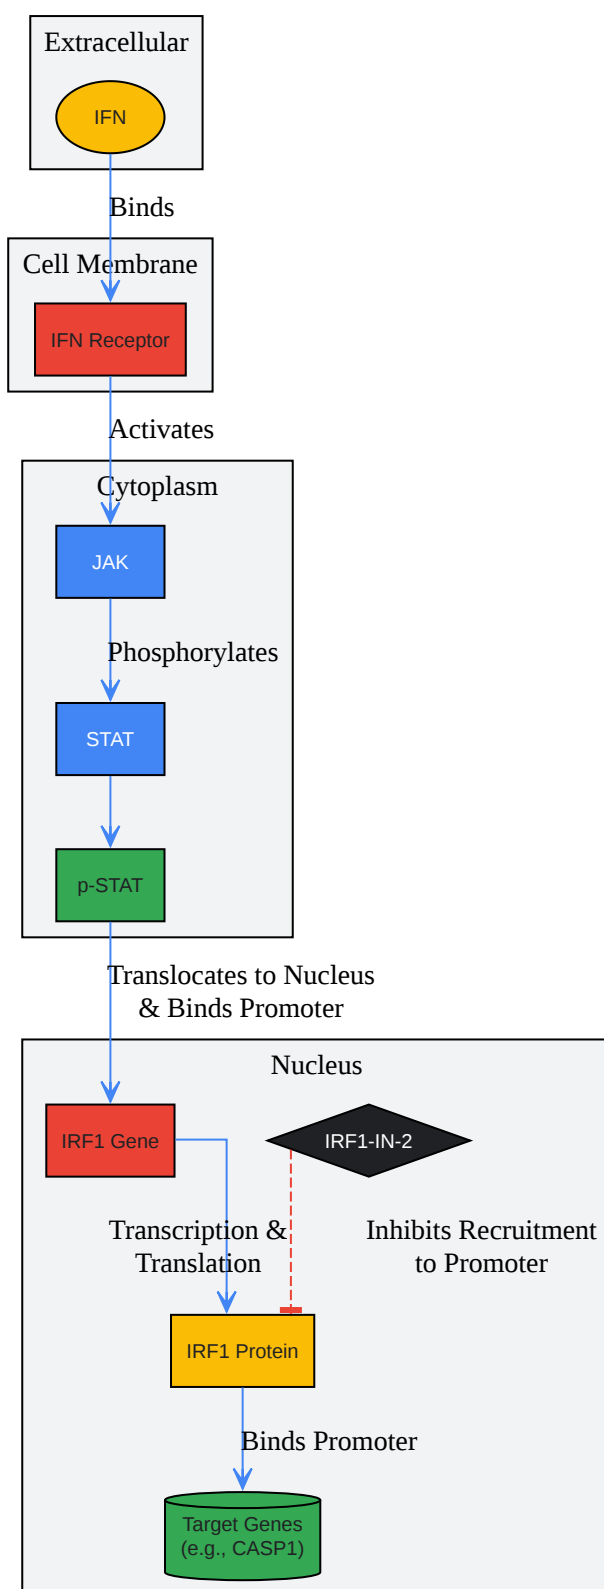 Extracellular
IFN
Binds
Cell Membrane
IFN Receptor
Activates
Cytoplasm
JAK
Phosphorylates
STAT
p-STAT
Translocates to Nucleus
& Binds Promoter
Nucleus
IRF1 Gene
IRF1-IN-2
Transcription &
Translation
Inhibits Recruitment
to Promoter
IRF1 Protein
Binds Promoter
Target Genes
(e.g., CASP1)